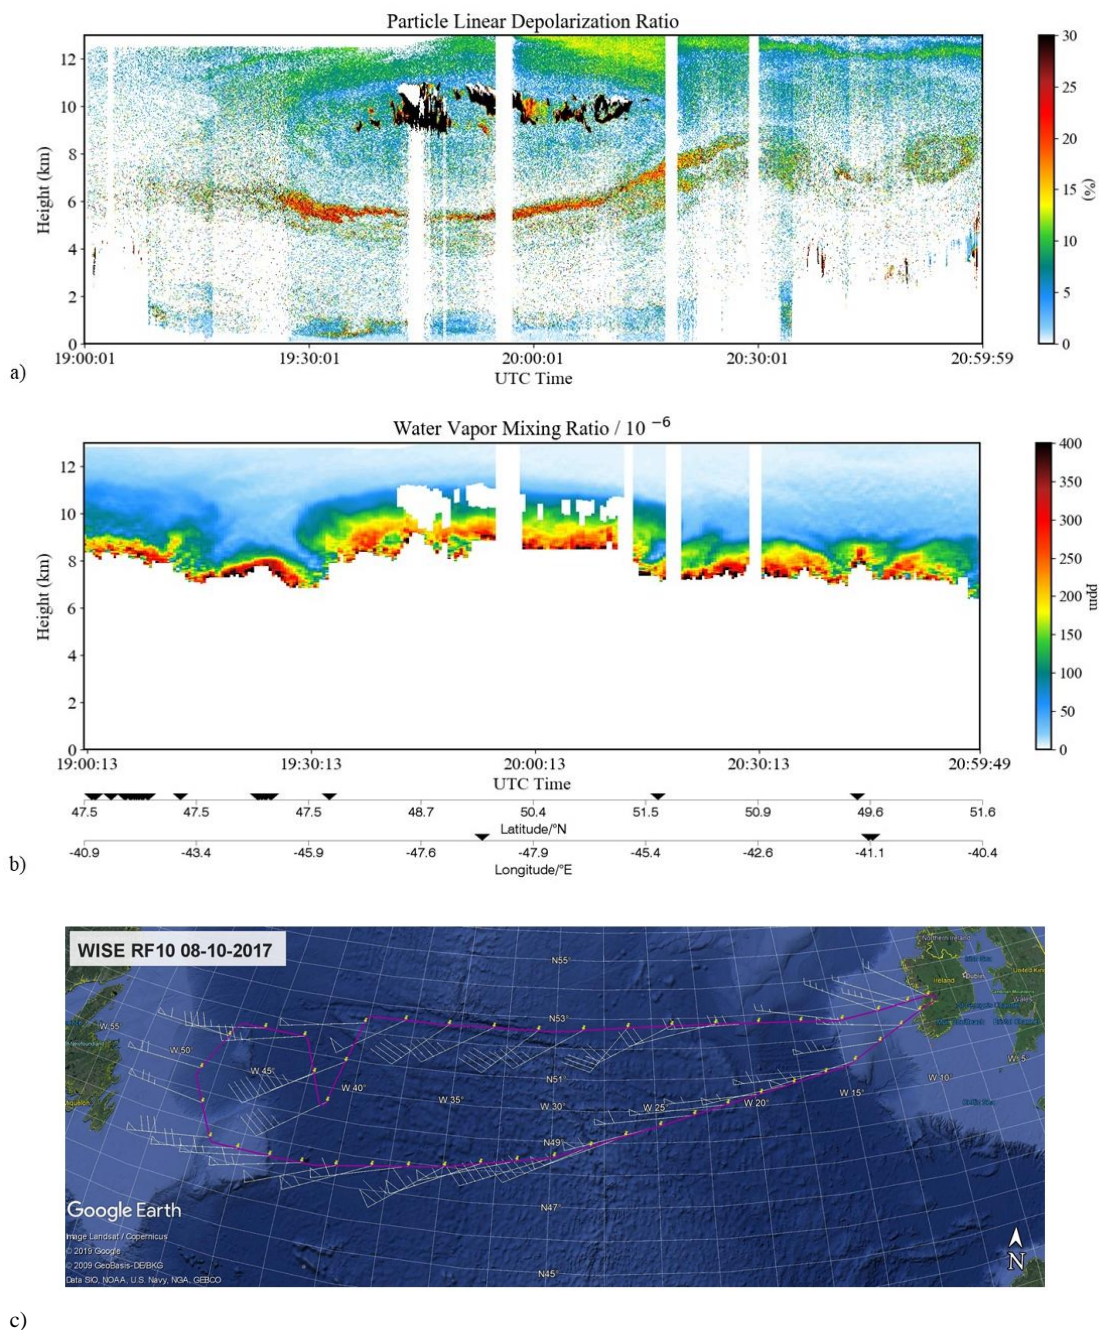 Particle Linear Depolarization Ratio
12
10
8
6
4
2
0
Height (km)
19:00:01 19:30:01 20:00:01 20:30:01 20:59:59
UTC Time
30
25
20
15
10
5
0
(%)
a)
Water Vapor Mixing Ratio / 10 −6
12
10
8
6
4
2
0
Height (km)
19:00:13 19:30:13 20:00:13 20:30:13 20:59:49
UTC Time
400
350
300
250
200
150
100
50
0
ppm
47.5 47.5 47.5 48.7 50.4 51.5 50.9 49.6 51.6
Latitude/°N
-40.9 -43.4 -45.9 -47.6 -47.9 -45.4 -42.6 -41.1 -40.4
Longitude/°E
b)
WISE RF10 08-10-2017
N55°
Northern Ireland
Dublin
Ireland
United Kin
Wales
W 55
N53°
W 50°
W 45°
W 40°
N51°
W 35°
W 30°
W 25°
W 20°
W 15°
W 10°
W 5°
N49°
N47°
N45°
Google Earth
Image Landsat / Copernicus
© 2019 Google
© 2009 GeoBasis-DE/BKG
Data SIO, NOAA, U.S. Navy, NGA, GEBCO
N
c)